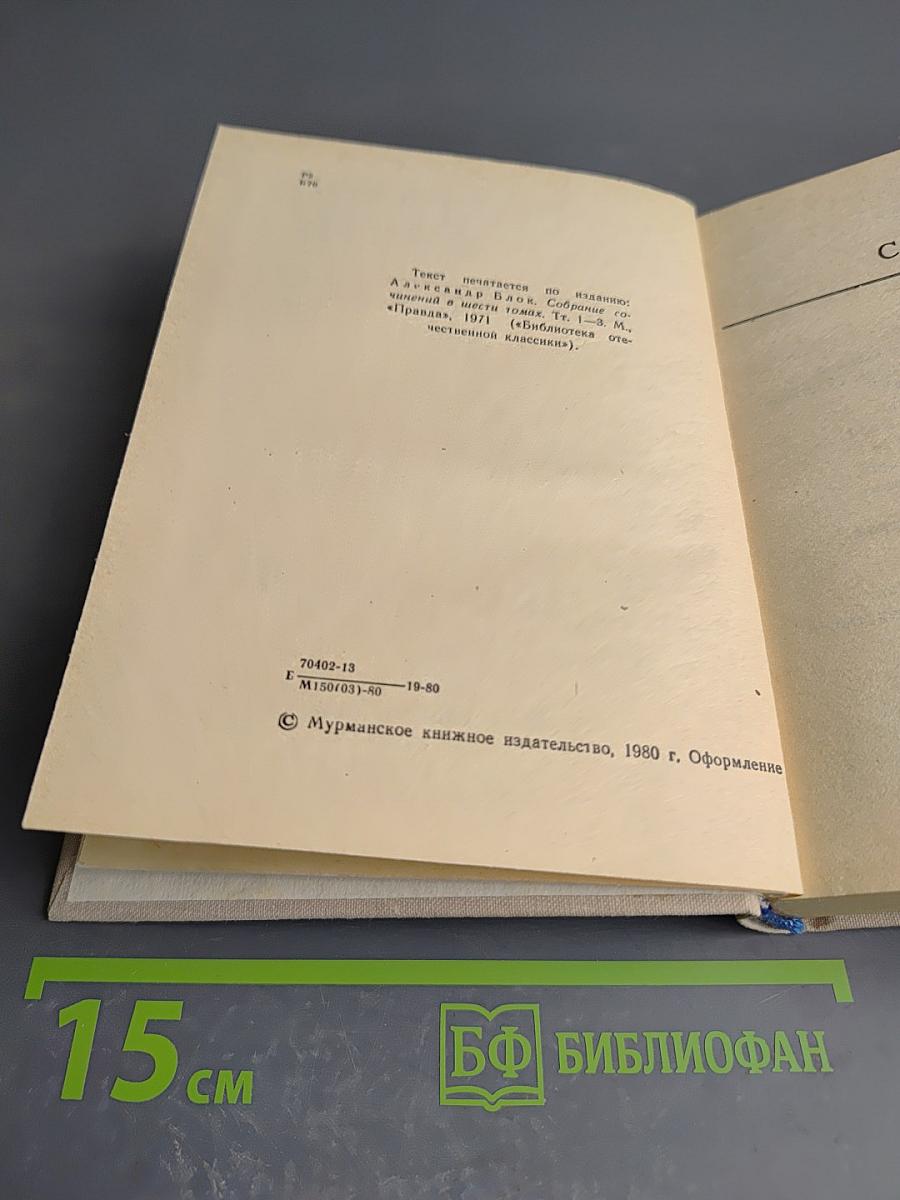 Р2
Б70
Текст печатается по изданию:
Александр Блок. Собрание со-
чинений в шести томах. Тт. 1—3. М.,
«Правда», 1971 («Библиотека оте-
чественной классики»).
Б 70402-13
М150(03)-80 —19-80
© Мурманское книжное издательство, 1980 г. Оформление
С
15 см
БФ БИБЛИОФАН